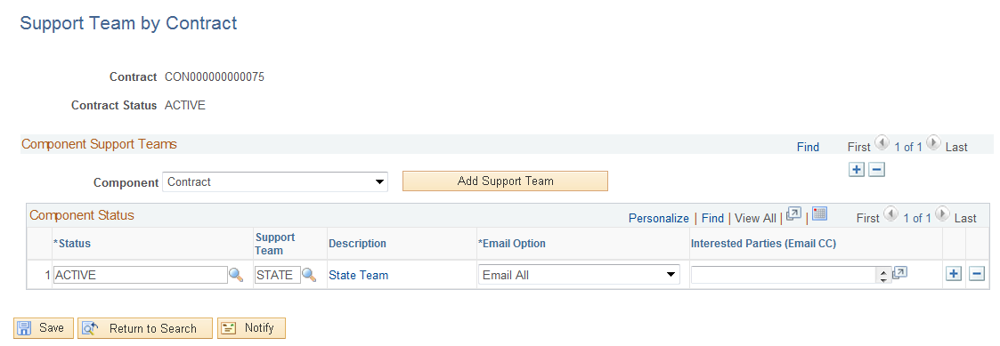 Support Team by Contract
Contract CON000000000075
Contract Status ACTIVE
Component Support Teams Find First 1 of 1 Last
Component Contract Add Support Team
Component Status Personalize | Find | View All | | First 1 of 1 Last
*Status Support Team Description *Email Option Interested Parties (Email CC)
1 ACTIVE STATE State Team Email All
Save Return to Search Notify